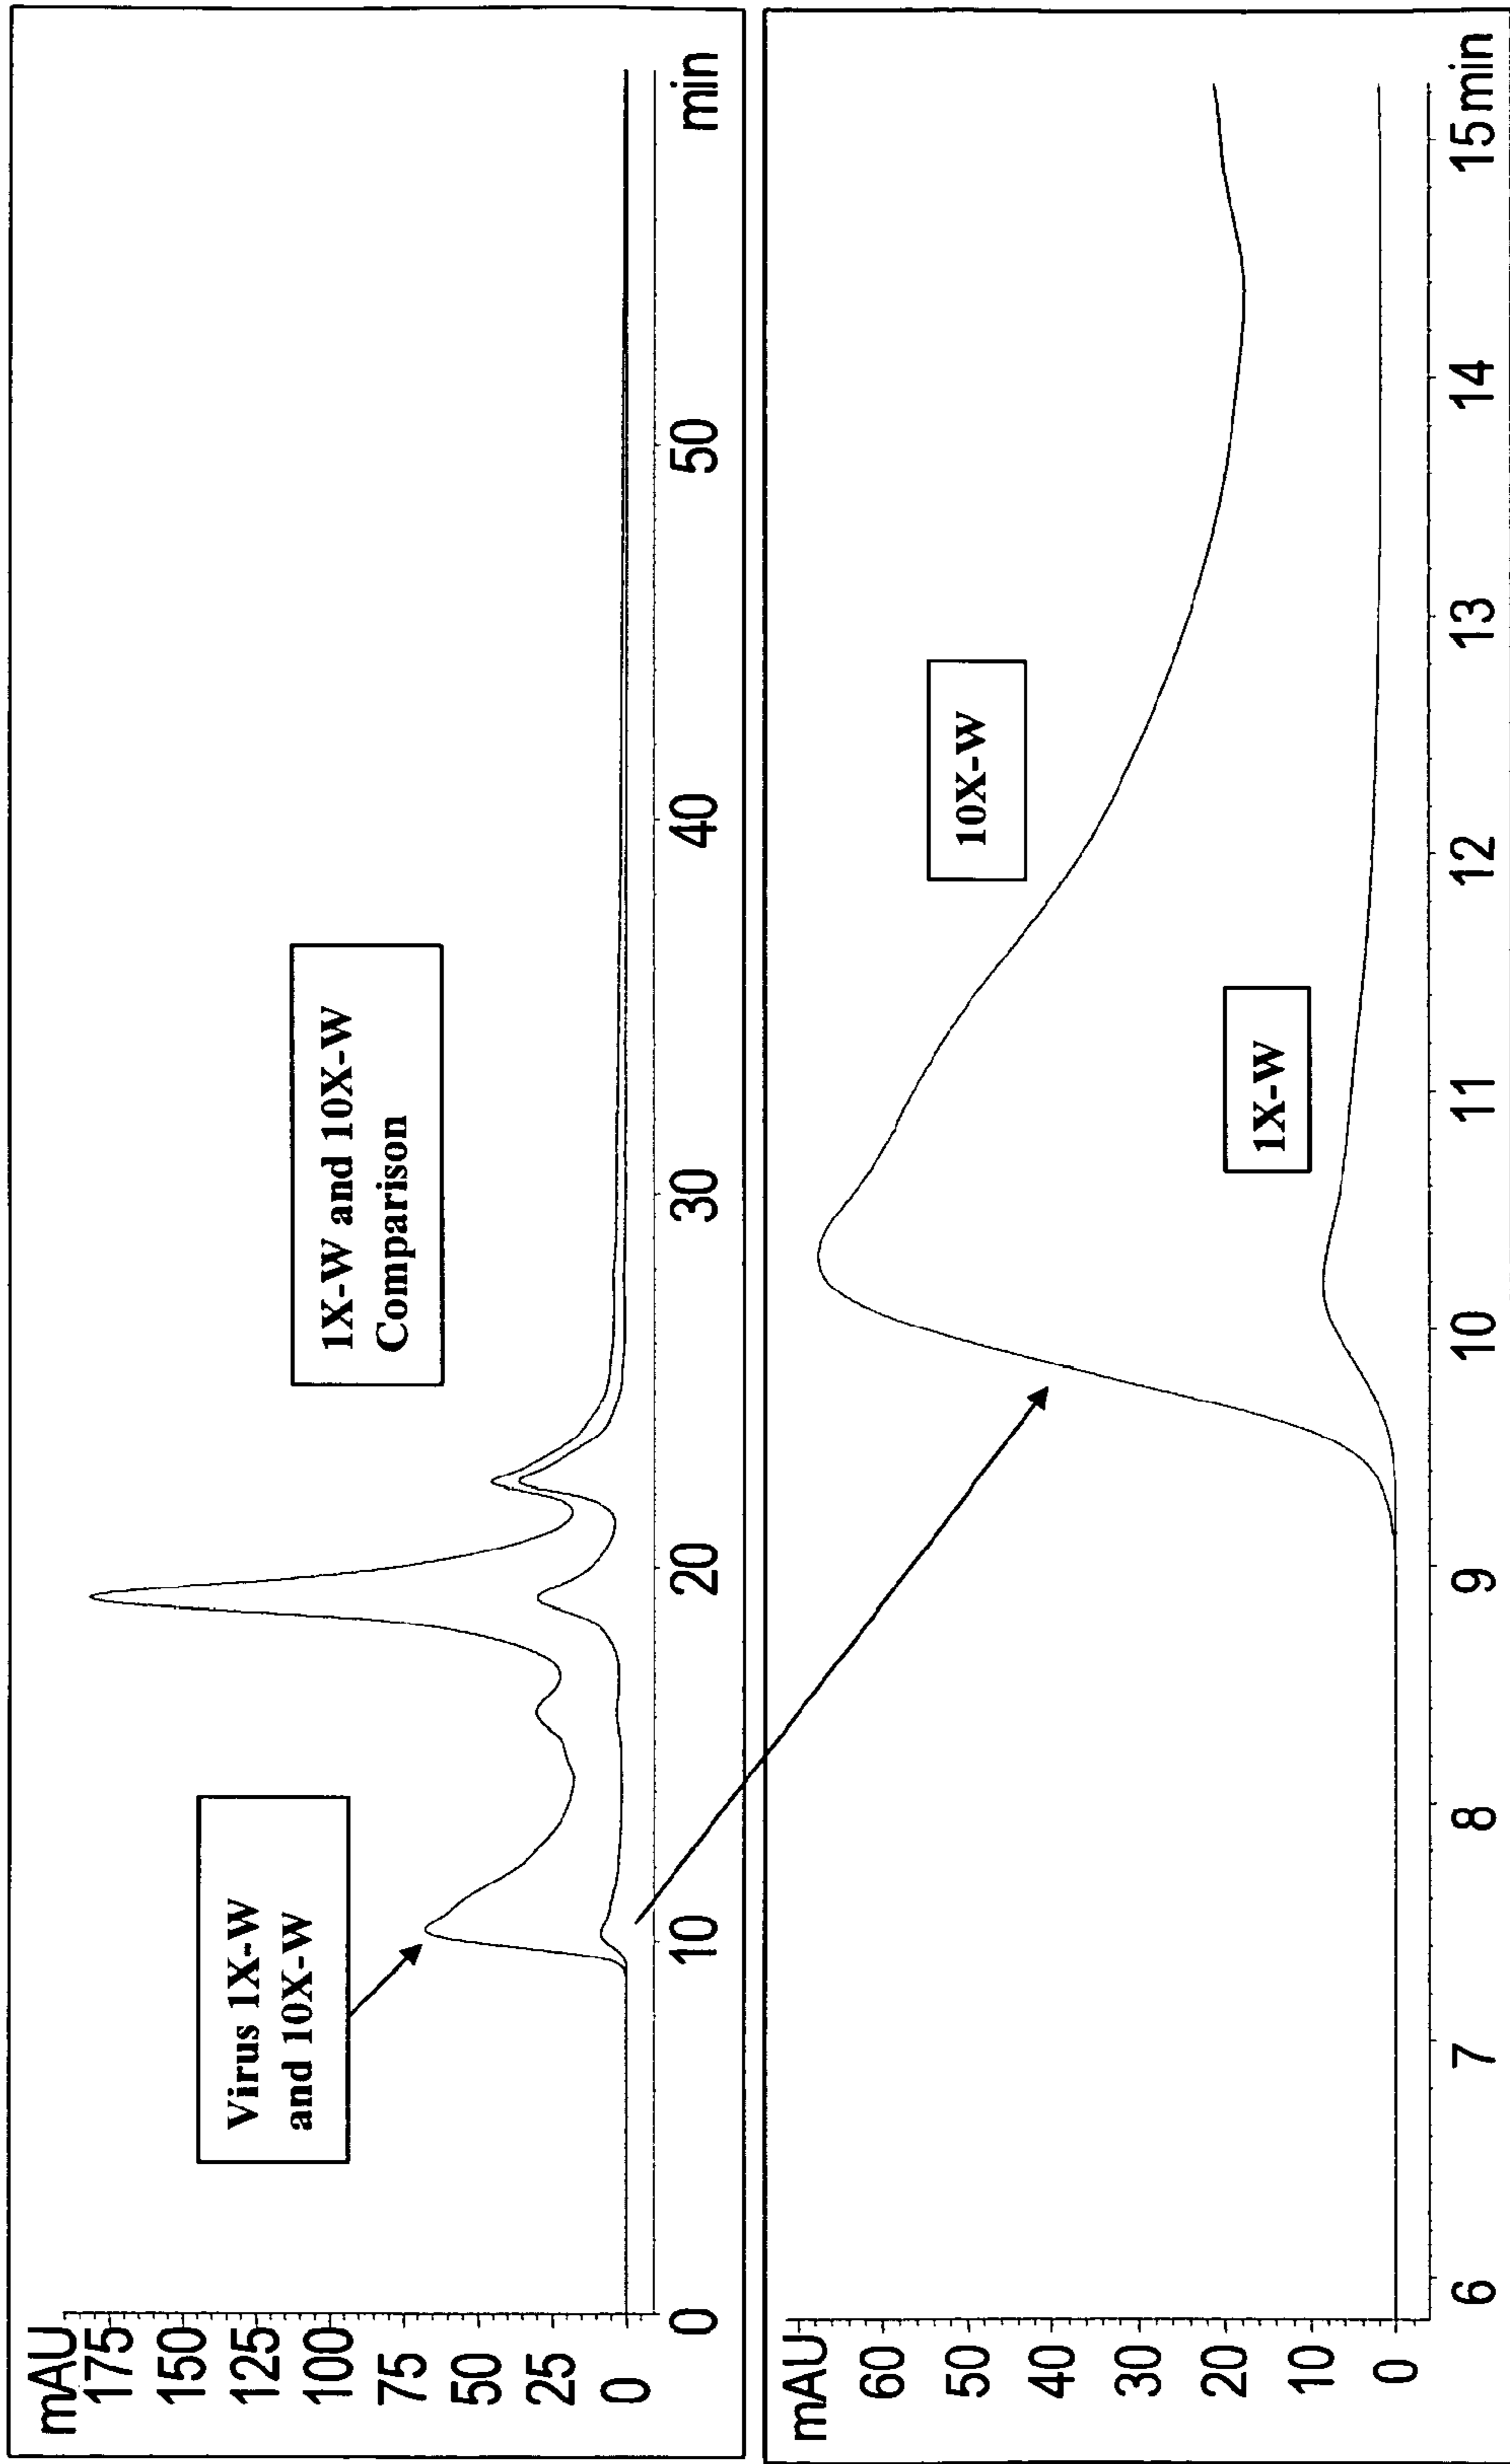 mAU
175
150
125
100
75
50
25
0
Virus 1X-W
and 10X-W
1X-W and 10X-W
Comparison
0 10 20 30 40 50 min
mAU
60
50
40
30
20
10
0
10X-W
1X-W
6 7 8 9 10 11 12 13 14 15 min